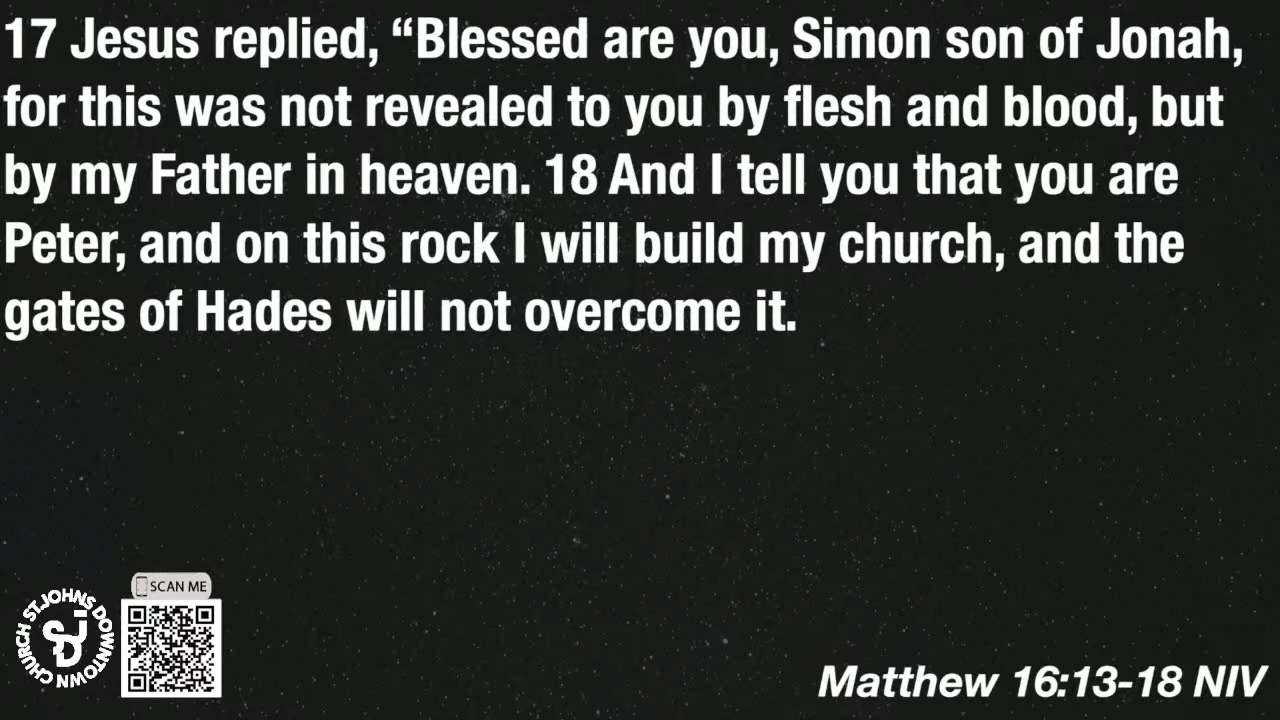 17 Jesus replied, “Blessed are you, Simon son of Jonah,
for this was not revealed to you by flesh and blood, but
by my Father in heaven. 18 And I tell you that you are
Peter, and on this rock I will build my church, and the
gates of Hades will not overcome it.
SCAN ME
ST.JOHNS DOWNTOWN CHURCH
SJD
Matthew 16:13-18 NIV